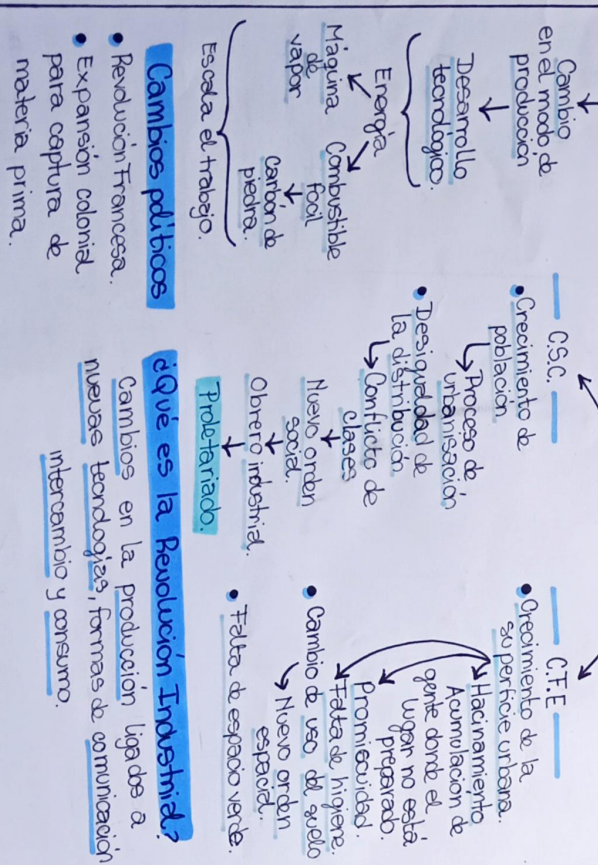 Cambio
en el modo de
producción
Desarrollo
tecnológico.
Energía
Máquina
de
vapor
Combustible
focil
Carbón de
piedra.
Escala el trabajo.
C.S.C.
Crecimiento de
población
Proceso de
urbanisación
Desigualdad de
la distribución
Conflicto de
clases
Nuevo orden
social.
Obrero industrial.
Proletariado.
C.F.E
Crecimiento de la
superficie urbana.
Hacinamiento
Acumulación de
gente donde el
lugar no está
preparado.
Promiscuidad.
Falta de higiene.
Cambio de uso del suelo
Nuevo orden
espacial.
Falta de espacio verde.
Cambios políticos
Revolución Francesa.
Expansión colonial
para captura de
materia prima.
¿Qué es la Revolución Industrial?
Cambios en la producción ligados a
nuevas tecnologías, formas de comunicación
intercambio y consumo.